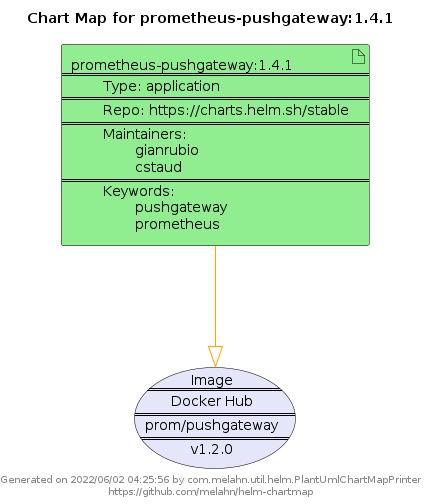 Chart Map for prometheus-pushgateway:1.4.1
prometheus-pushgateway:1.4.1
Type: application
Repo: https://charts.helm.sh/stable
Maintainers:
gianrubio
cstaud
Keywords:
pushgateway
prometheus
Image
Docker Hub
prom/pushgateway
v1.2.0
Generated on 2022/06/02 04:25:56 by com.melahn.util.helm.PlantUmlChartMapPrinter
https://github.com/melahn/helm-chartmap